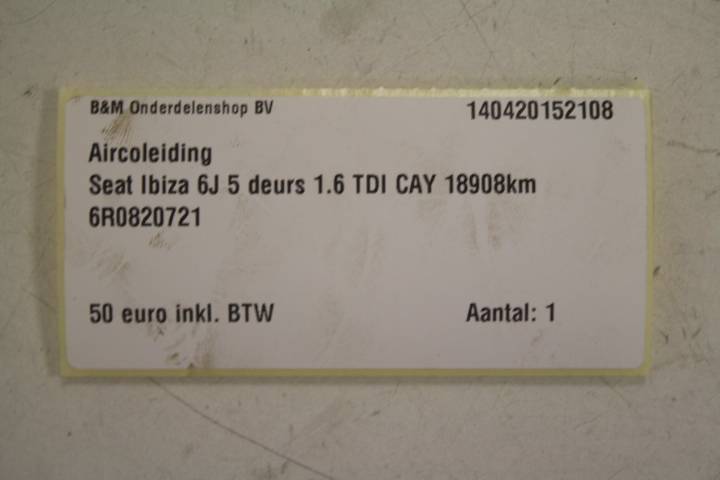 B&M Onderdelenshop BV 140420152108
Aircoleiding
Seat Ibiza 6J 5 deurs 1.6 TDI CAY 18908km
6R0820721
50 euro inkl. BTW Aantal: 1